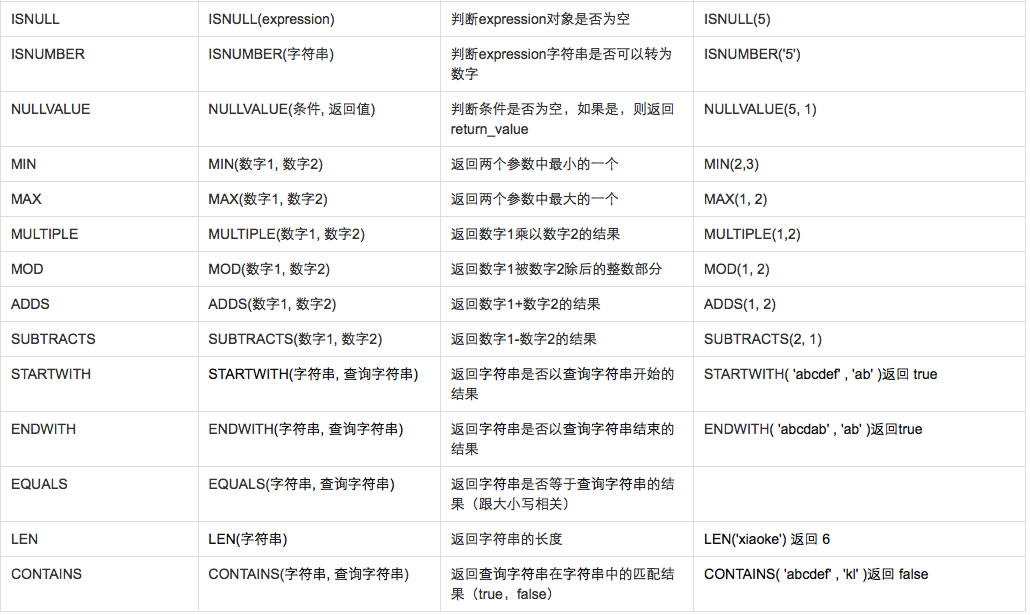 ISNULL
ISNULL(expression)
判断expression对象是否为空
ISNULL(5)
ISNUMBER
ISNUMBER(字符串)
判断expression字符串是否可以转为
数字
ISNUMBER('5')
NULLVALUE
NULLVALUE(条件, 返回值)
判断条件是否为空，如果是，则返回
return_value
NULLVALUE(5, 1)
MIN
MIN(数字1, 数字2)
返回两个参数中最小的一个
MIN(2,3)
MAX
MAX(数字1, 数字2)
返回两个参数中最大的一个
MAX(1, 2)
MULTIPLE
MULTIPLE(数字1, 数字2)
返回数字1乘以数字2的结果
MULTIPLE(1,2)
MOD
MOD(数字1, 数字2)
返回数字1被数字2除后的整数部分
MOD(1, 2)
ADDS
ADDS(数字1, 数字2)
返回数字1+数字2的结果
ADDS(1, 2)
SUBTRACTS
SUBTRACTS(数字1, 数字2)
返回数字1-数字2的结果
SUBTRACTS(2, 1)
STARTWITH
STARTWITH(字符串, 查询字符串)
返回字符串是否以查询字符串开始的
结果
STARTWITH( 'abcdef' , 'ab' )返回 true
ENDWITH
ENDWITH(字符串, 查询字符串)
返回字符串是否以查询字符串结束的
结果
ENDWITH( 'abcdab' , 'ab' )返回true
EQUALS
EQUALS(字符串, 查询字符串)
返回字符串是否等于查询字符串的结
果（跟大小写相关）
LEN
LEN(字符串)
返回字符串的长度
LEN('xiaoke') 返回 6
CONTAINS
CONTAINS(字符串, 查询字符串)
返回查询字符串在字符串中的匹配结
果（true，false）
CONTAINS( 'abcdef' , 'kl' )返回 false